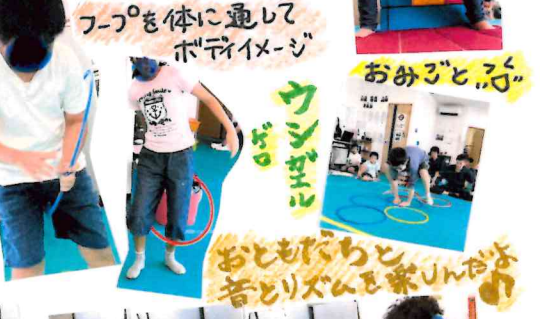 フープを体に通して
ボディイメージ
おみごと
ウシガエル
ゲロ
おともだちと
音とリズムを楽しんだよ♪